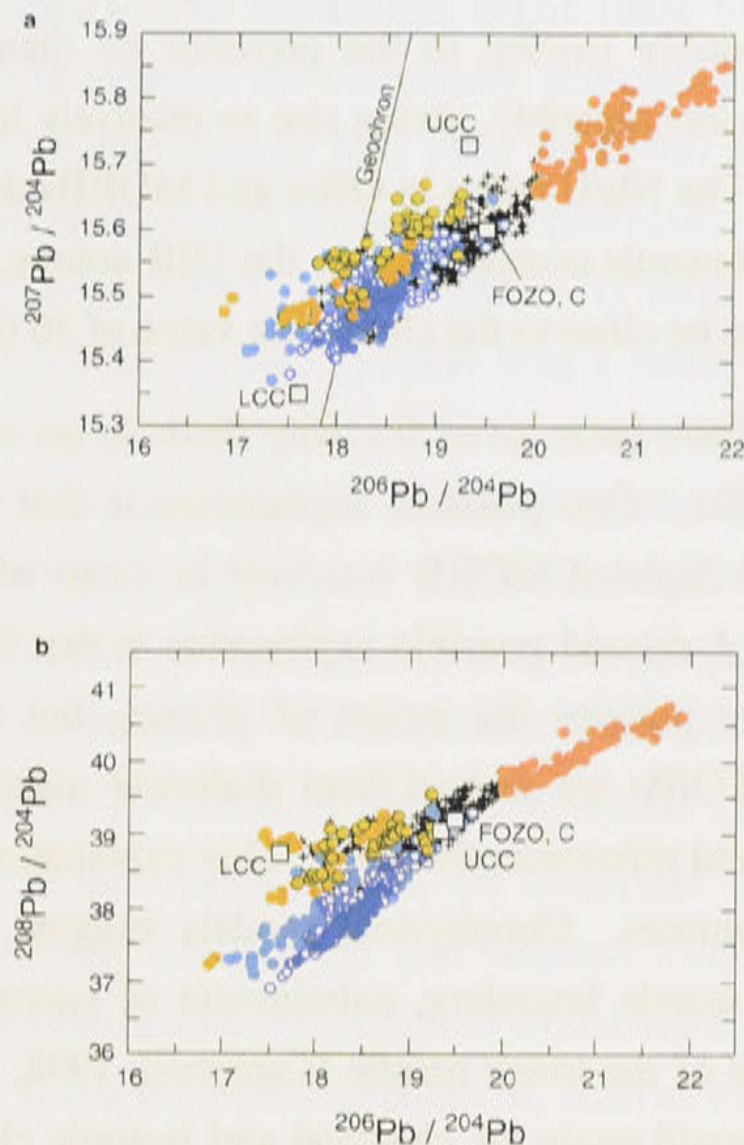 a
15.9
15.8
15.7
15.6
15.5
15.4
15.3
207Pb / 204Pb
Geochron
UCC
FOZO, C
LCC
16 17 18 19 20 21 22
206Pb / 204Pb
b
41
40
39
38
37
36
208Pb / 204Pb
LCC
FOZO, C
UCC
16 17 18 19 20 21 22
206Pb / 204Pb